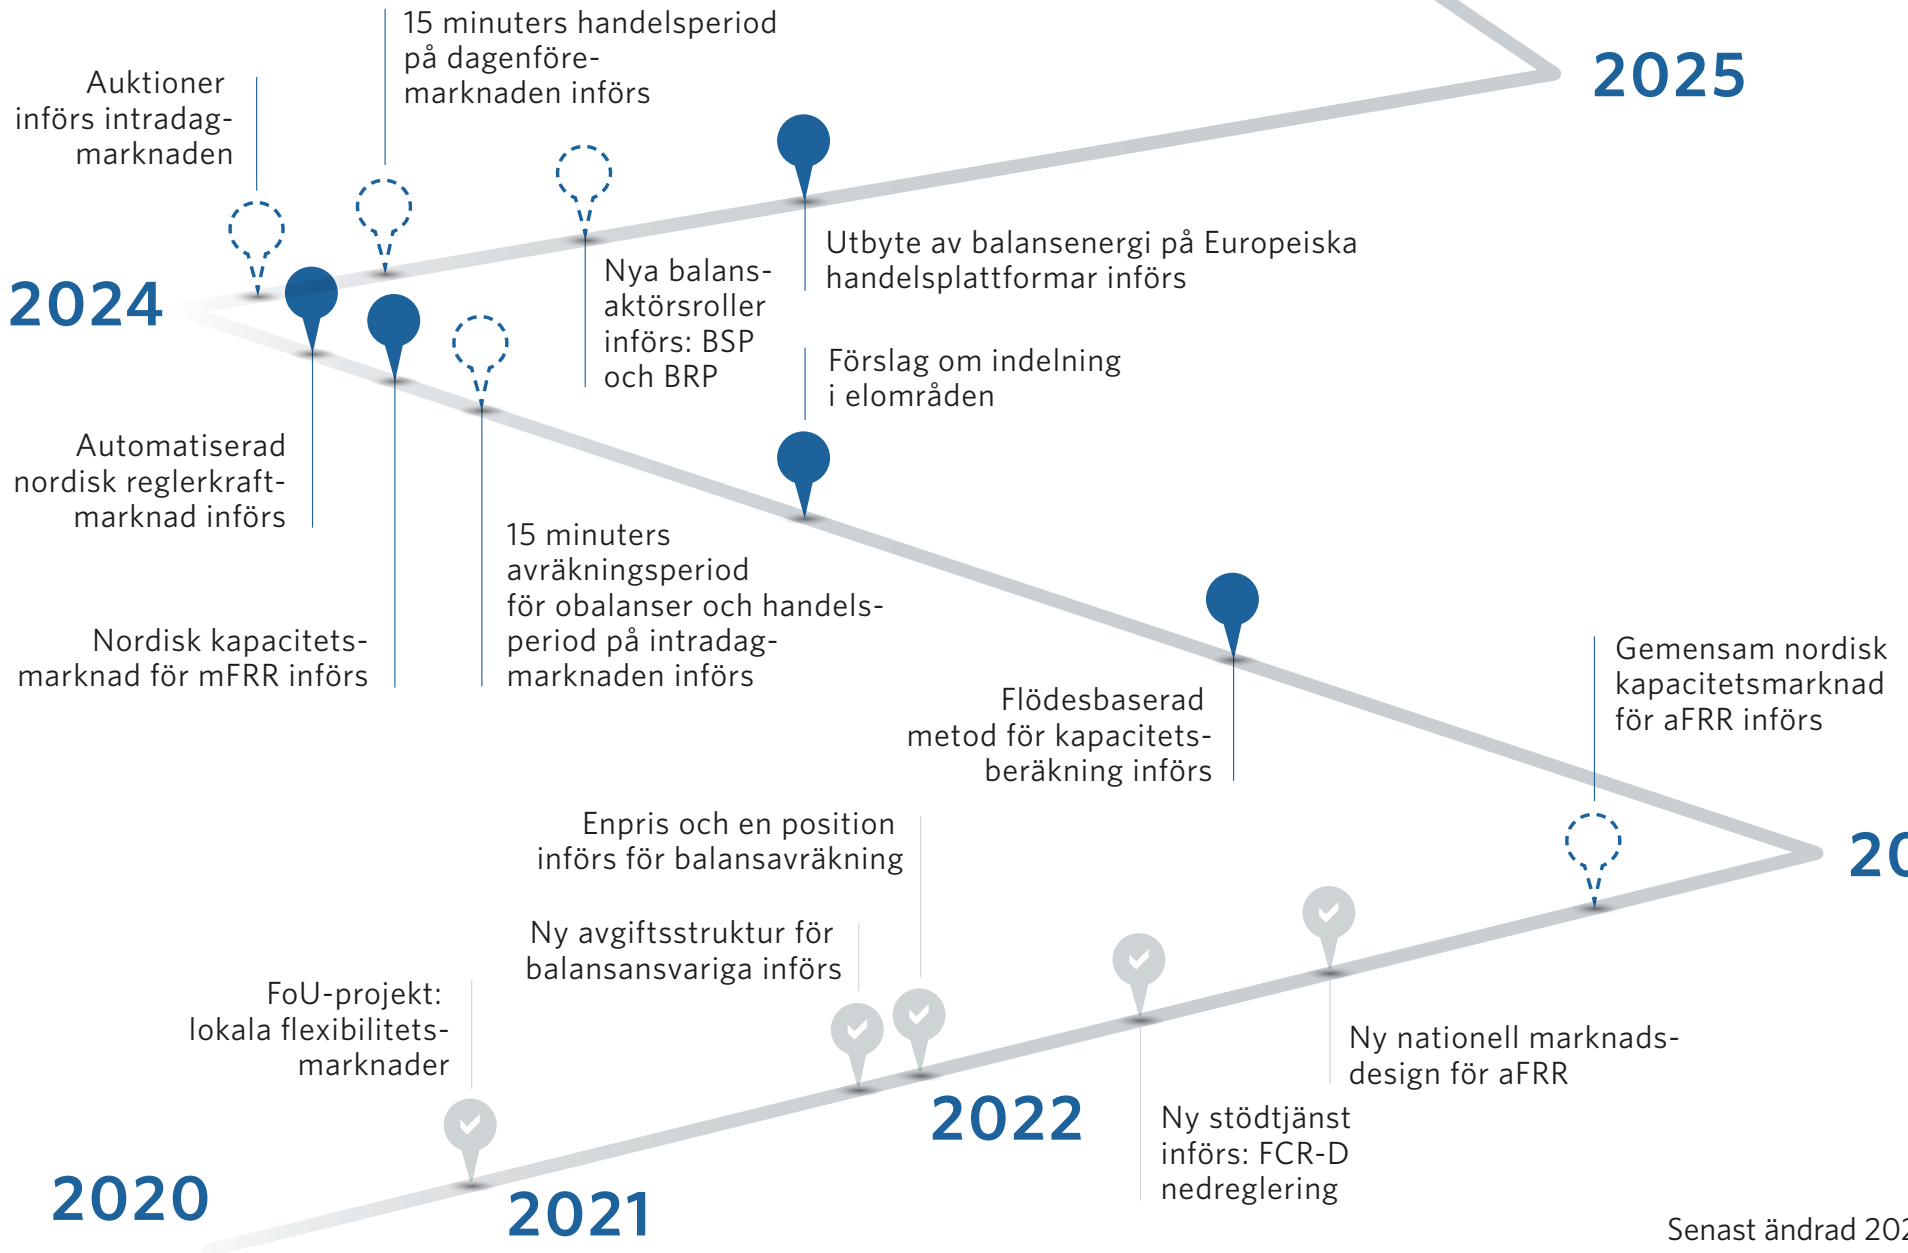 15 minuters handelsperiod
på dagenföre-
marknaden införs
Auktioner
införs intradag-
marknaden
2025
Utbyte av balansenergi på Europeiska
handelsplattformar införs
Nya balans-
aktörsroller
införs: BSP
och BRP
2024
Förslag om indelning
i elområden
Automatiserad
nordisk reglerkraft-
marknad införs
15 minuters
avräkningsperiod
för obalanser och handels-
period på intradag-
marknaden införs
Nordisk kapacitets-
marknad för mFRR införs
Gemensam nordisk
kapacitetsmarknad
för aFRR införs
Flödesbaserad
metod för kapacitets-
beräkning införs
Enpris och en position
införs för balansavräkning
Ny avgiftsstruktur för
balansansvariga införs
FoU-projekt:
lokala flexibilitets-
marknader
Ny nationell marknads-
design för aFRR
2022
Ny stödtjänst
införs: FCR-D
nedreglering
2020
2021
Senast ändrad